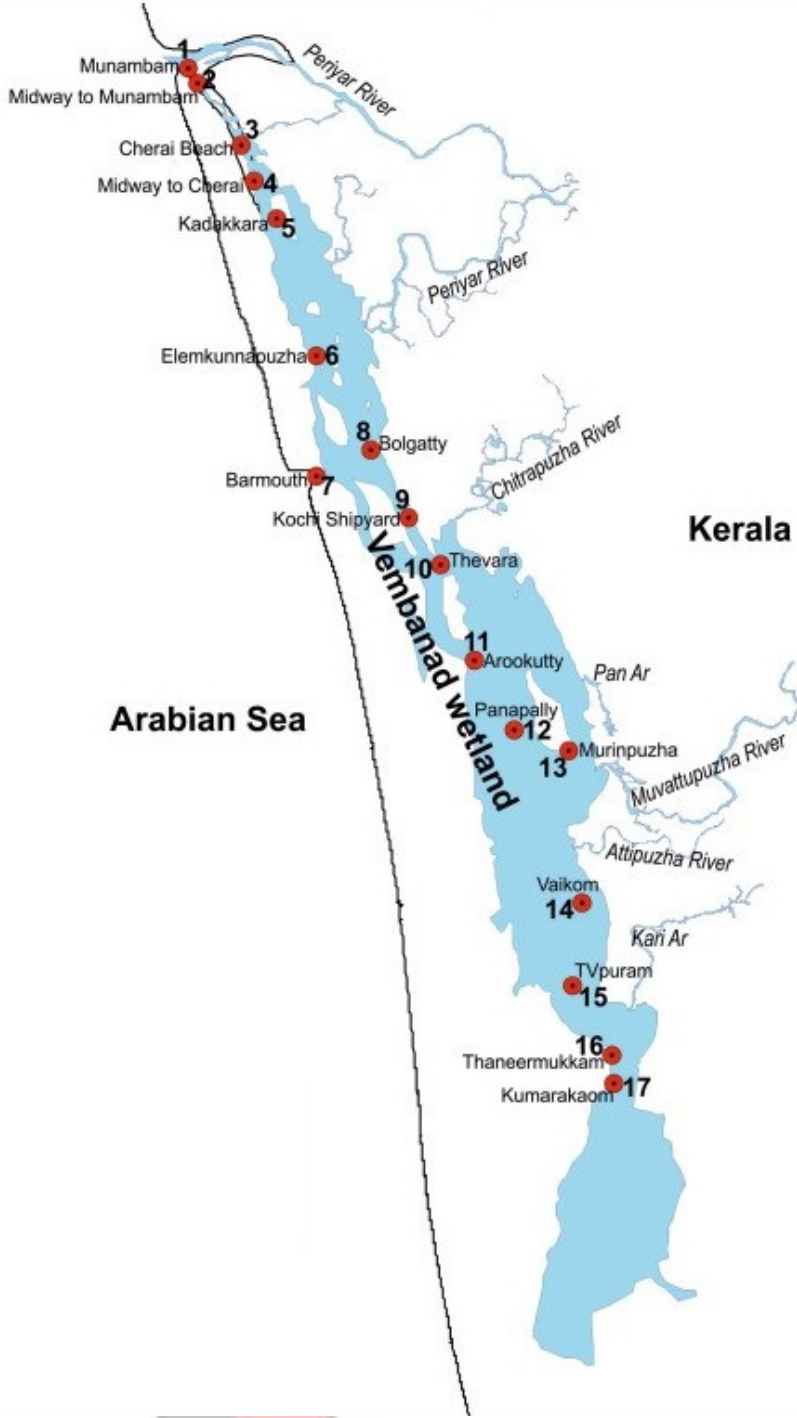 1
Munambam
2
Midway to Munambam
Periyar River
3
Cherai Beach
Midway to Cherai
4
Kadakkara
5
Periyar River
Elemkunnapuzha
6
8
Bolgatty
Chitrapuzha River
Barmouth
7
9
Kochi Shipyard
Kerala
10
Thevara
Vembanad wetland
11
Arookutty
Pan Ar
Arabian Sea
Panapally
12
Murinpuzha
13
Muvattupuzha River
Attipuzha River
Vaikom
14
Kari Ar
TVpuram
15
16
Thaneermukkam
17
Kumarakaom